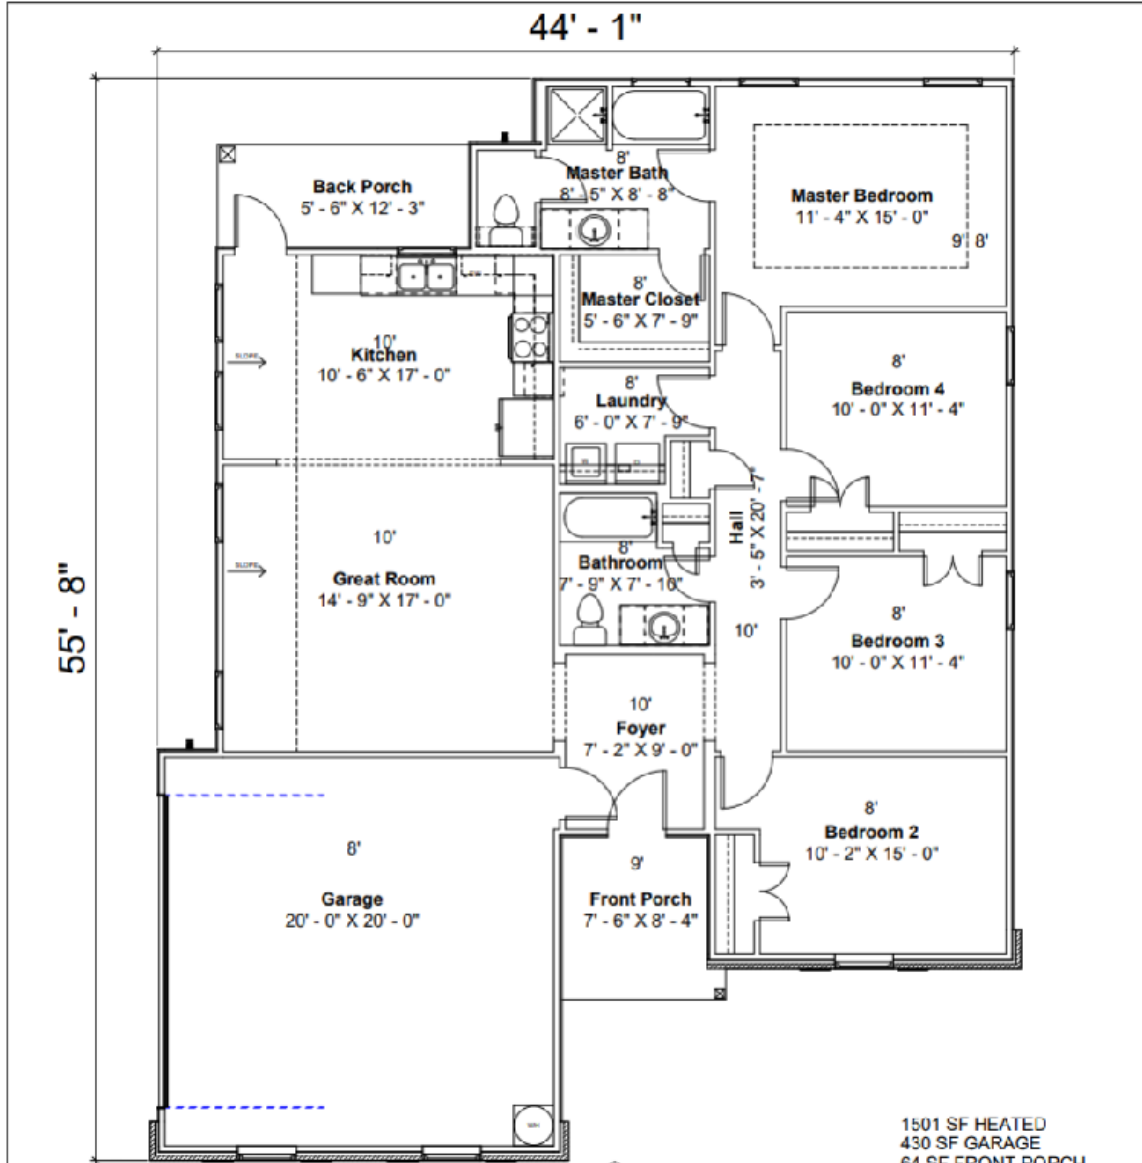 44' - 1"
55' - 8"
8'
Master Bath
8' - 5" X 8' - 8"
Back Porch
5' - 6" X 12' - 3"
Master Bedroom
11' - 4" X 15' - 0"
9' 8'
8'
Master Closet
5' - 6" X 7' - 9"
10'
Kitchen
10' - 6" X 17' - 0"
SLOPE
8'
Bedroom 4
10' - 0" X 11' - 4"
8'
Laundry
6' - 0" X 7' - 9"
Hall
3' - 5" X 20' - 7"
10'
10'
Great Room
14' - 9" X 17' - 0"
SLOPE
8'
Bathroom
7' - 9" X 7' - 10"
8'
Bedroom 3
10' - 0" X 11' - 4"
10'
Foyer
7' - 2" X 9' - 0"
8'
Bedroom 2
10' - 2" X 15' - 0"
8'
Garage
20' - 0" X 20' - 0"
9'
Front Porch
7' - 6" X 8' - 4"
WH
1501 SF HEATED
430 SF GARAGE
64 SF FRONT PORCH